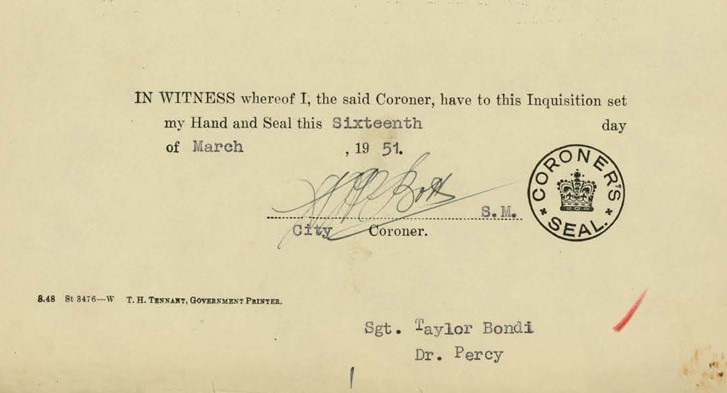 IN WITNESS whereof I, the said Coroner, have to this Inquisition set
my Hand and Seal this Sixteenth day
of March , 19 51.
S.M.
City Coroner.
CORONER'S
SEAL.
8.48 St 3476—W T. H. TENNANT, GOVERNMENT PRINTER.
Sgt. Taylor Bondi
Dr. Percy